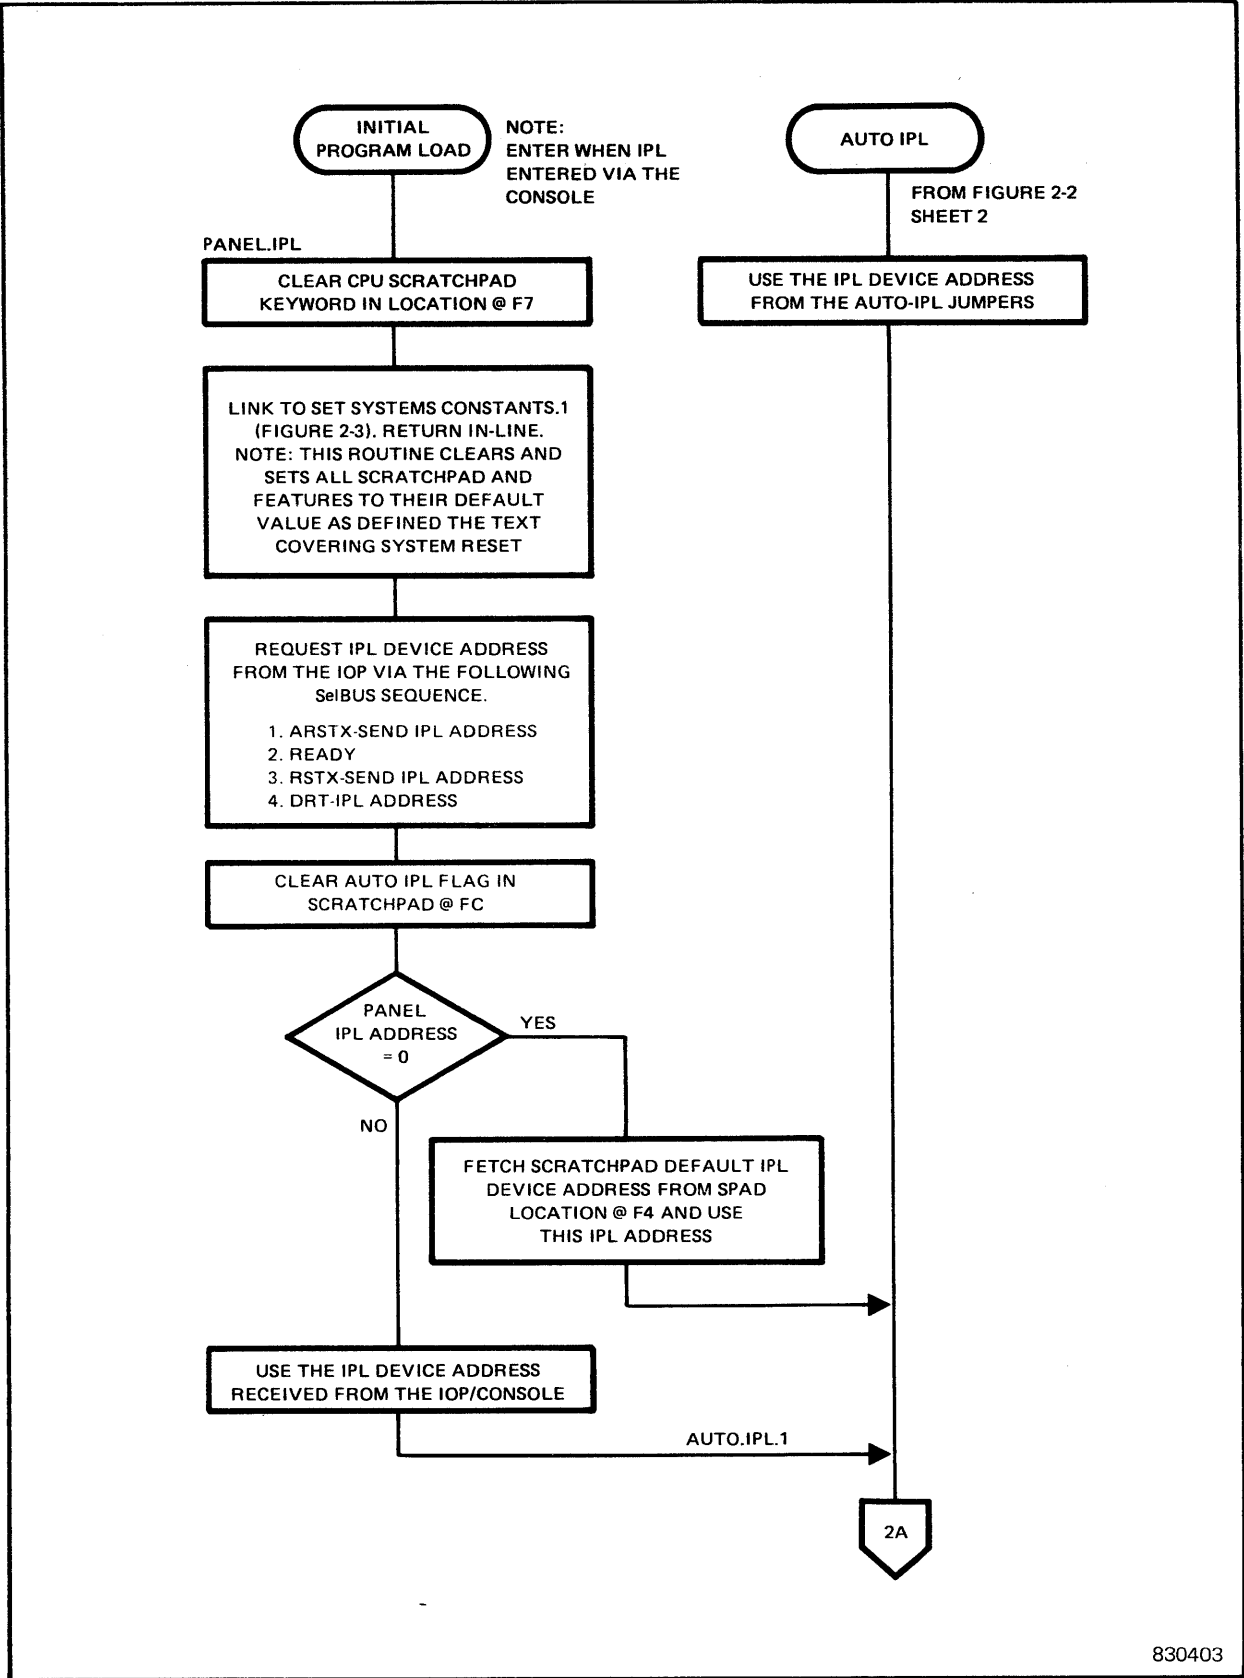 INITIAL
PROGRAM LOAD
NOTE:
ENTER WHEN IPL
ENTERED VIA THE
CONSOLE
AUTO IPL
FROM FIGURE 2-2
SHEET 2
PANEL.IPL
CLEAR CPU SCRATCHPAD
KEYWORD IN LOCATION @ F7
USE THE IPL DEVICE ADDRESS
FROM THE AUTO-IPL JUMPERS
LINK TO SET SYSTEMS CONSTANTS.1
(FIGURE 2-3). RETURN IN-LINE.
NOTE: THIS ROUTINE CLEARS AND
SETS ALL SCRATCHPAD AND
FEATURES TO THEIR DEFAULT
VALUE AS DEFINED THE TEXT
COVERING SYSTEM RESET
REQUEST IPL DEVICE ADDRESS
FROM THE IOP VIA THE FOLLOWING
SelBUS SEQUENCE.
1. ARSTX-SEND IPL ADDRESS
2. READY
3. RSTX-SEND IPL ADDRESS
4. DRT-IPL ADDRESS
CLEAR AUTO IPL FLAG IN
SCRATCHPAD @ FC
PANEL
IPL ADDRESS
= 0
YES
NO
FETCH SCRATCHPAD DEFAULT IPL
DEVICE ADDRESS FROM SPAD
LOCATION @ F4 AND USE
THIS IPL ADDRESS
USE THE IPL DEVICE ADDRESS
RECEIVED FROM THE IOP/CONSOLE
AUTO.IPL.1
2A
830403